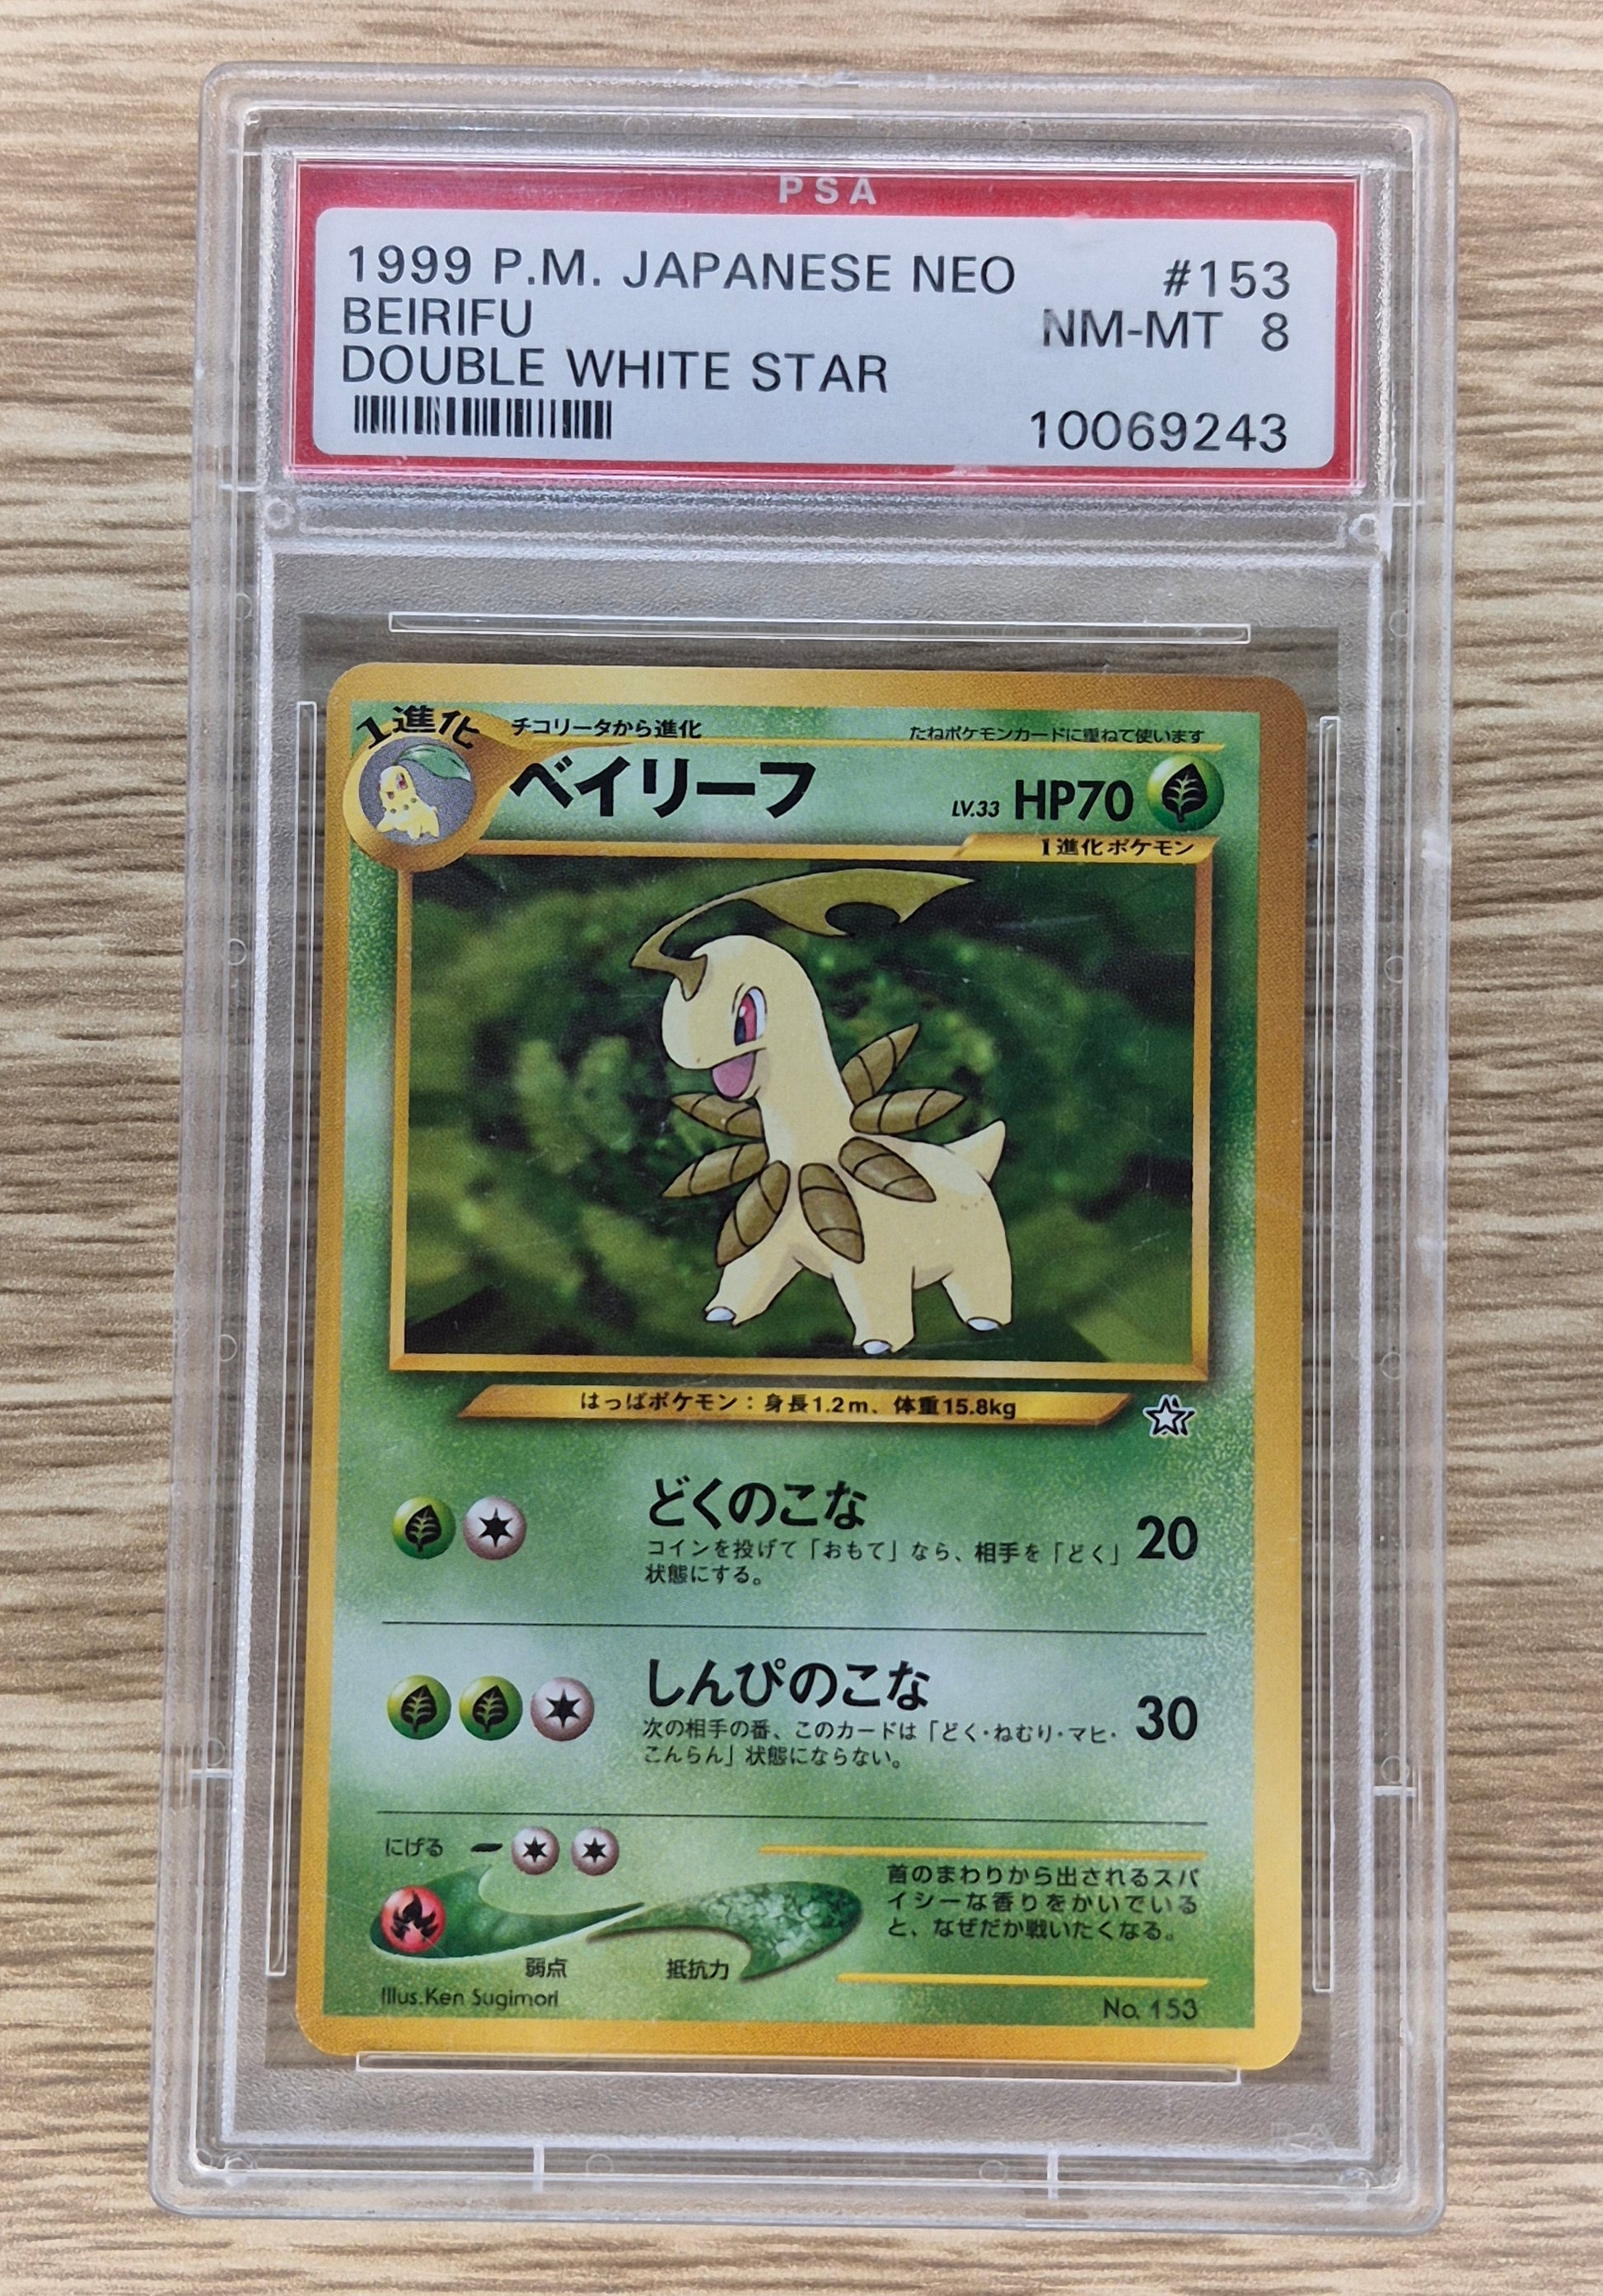 PSA
1999 P.M. JAPANESE NEO #153
BEIRIFU NM-MT 8
DOUBLE WHITE STAR
10069243
1進化
チコリータから進化 たねポケモンカードに重ねて使います
ベイリーフ LV.33 HP70
1進化ポケモン
はっぱポケモン：身長1.2m、体重15.8kg
どくのこな 20
コインを投げて「おもて」なら、相手を「どく」
状態にする。
しんぴのこな 30
次の相手の番、このカードは「どく・ねむり・マヒ・
こんらん」状態にならない。
にげる
弱点 抵抗力
首のまわりから出されるスパ
イシーな香りをかいでいる
と、なぜだか戦いたくなる。
Illus. Ken Sugimori No. 153
PSA